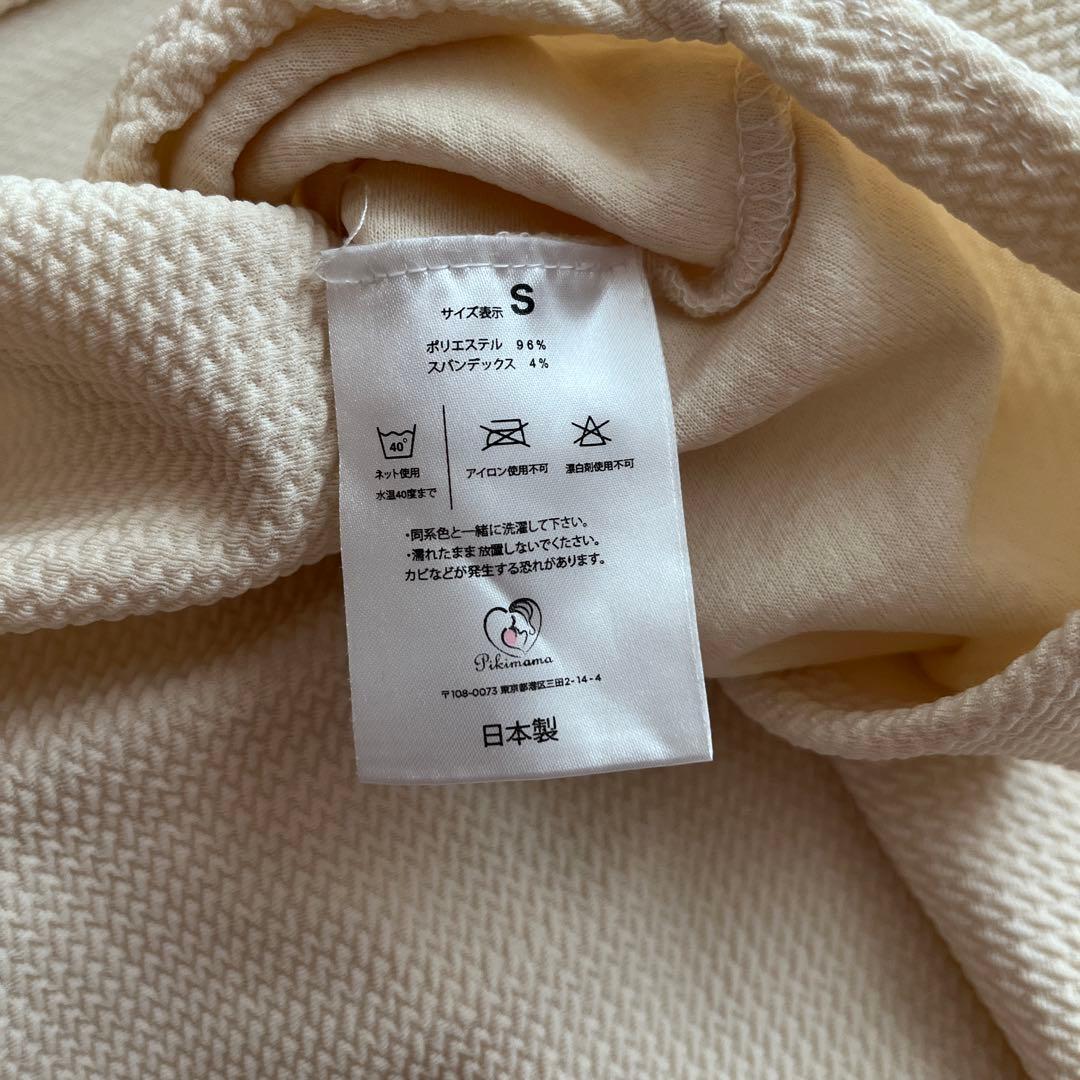 サイズ表示 S
ポリエステル 96%
スパンデックス 4%
40°
ネット使用
水温40度まで
アイロン使用不可
漂白剤使用不可
・同系色と一緒に洗濯して下さい。
・濡れたまま放置しないでください。
カビなどが発生する恐れがあります。
Pikimama
〒108-0073 東京都港区三田2-14-4
日本製